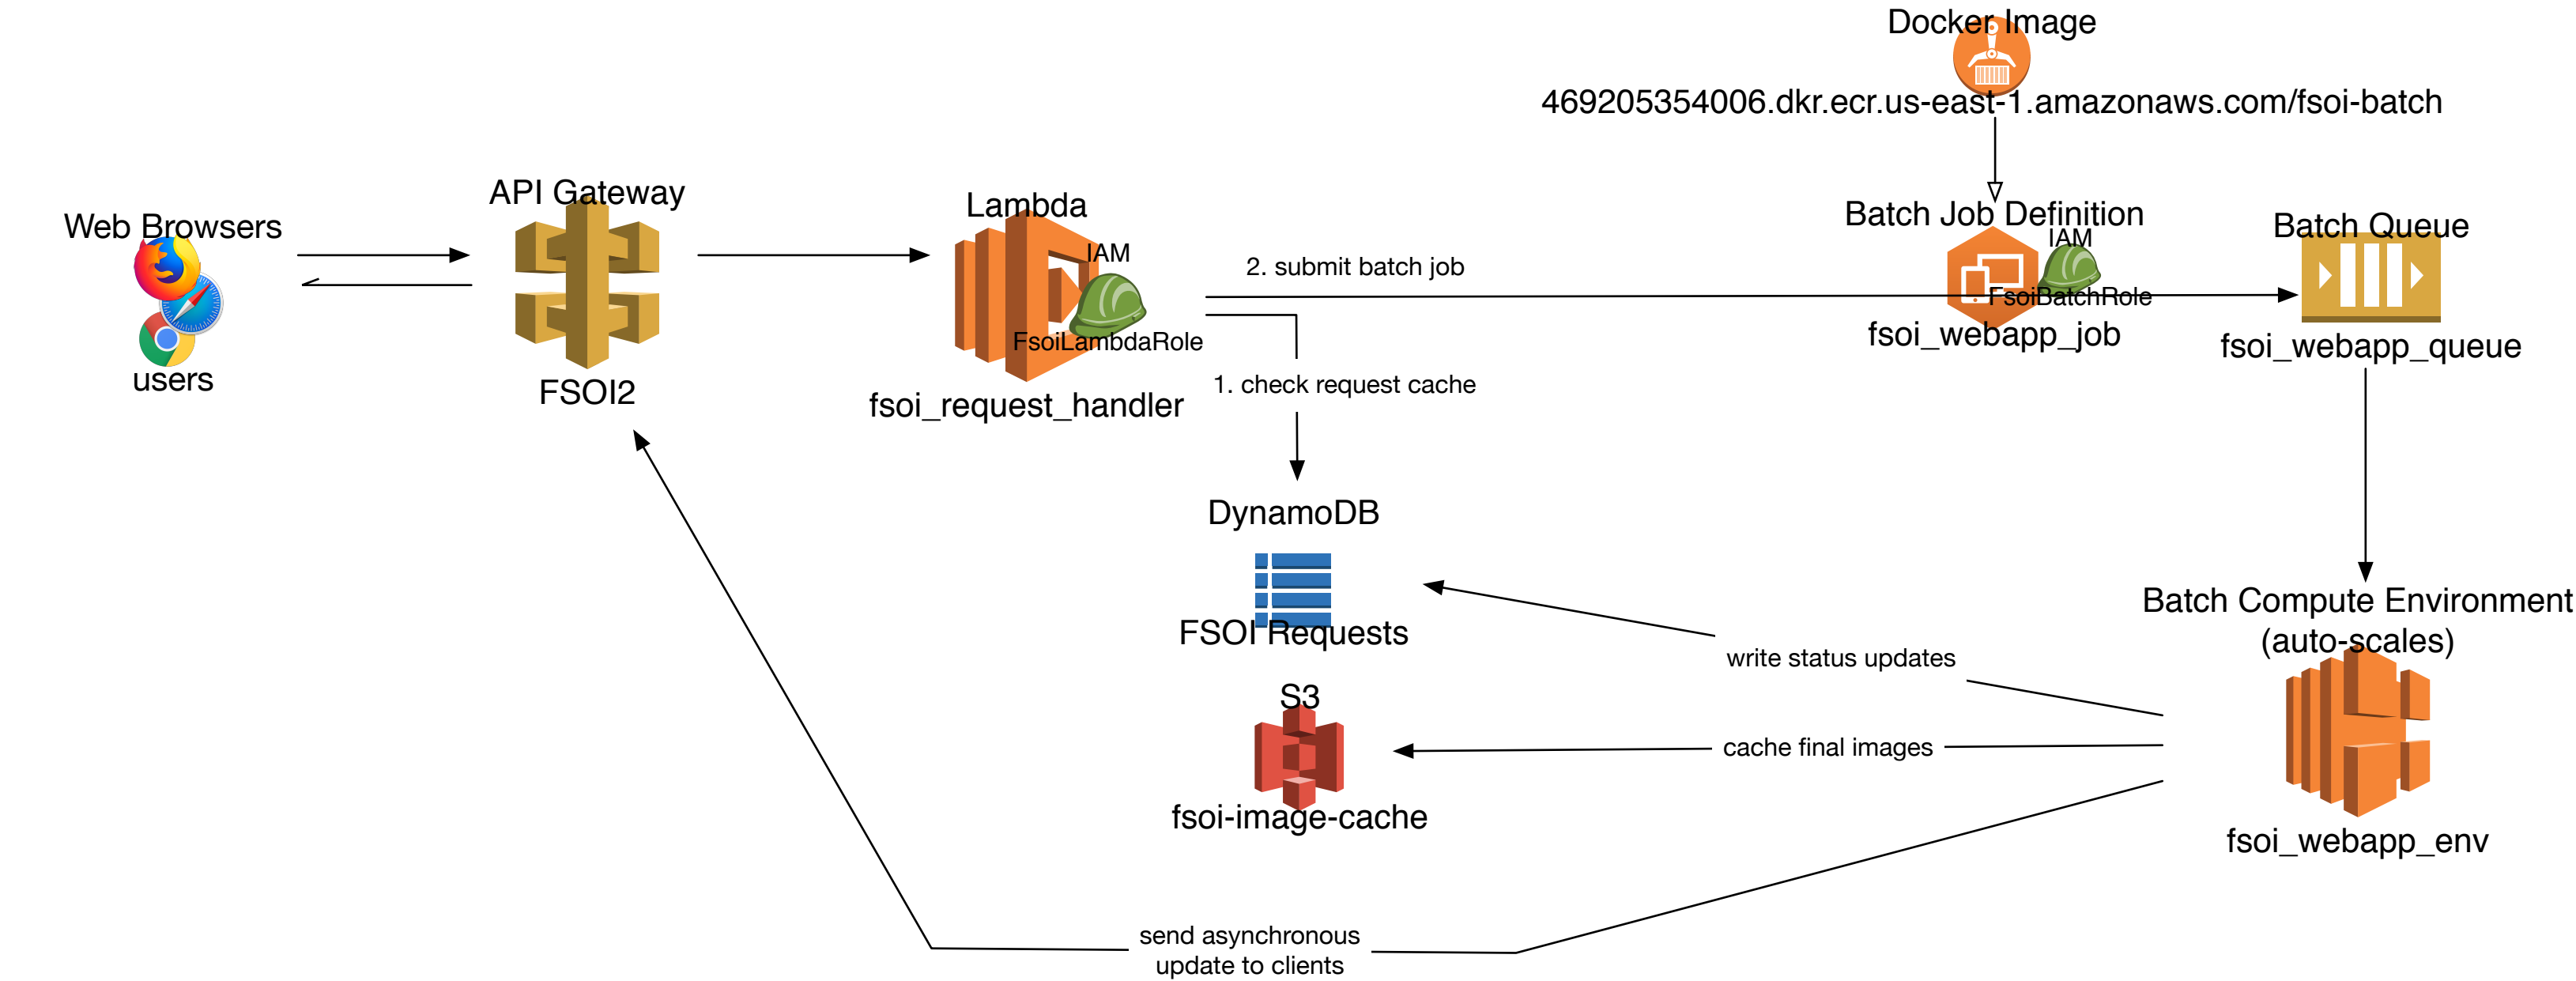 Docker Image
469205354006.dkr.ecr.us-east-1.amazonaws.com/fsoi-batch
Web Browsers
users
API Gateway
FSOI2
Lambda
IAM
FsoiLambdaRole
fsoi_request_handler
2. submit batch job
1. check request cache
Batch Job Definition
IAM
FsoiBatchRole
fsoi_webapp_job
Batch Queue
fsoi_webapp_queue
DynamoDB
FSOI Requests
S3
fsoi-image-cache
write status updates
cache final images
Batch Compute Environment
(auto-scales)
fsoi_webapp_env
send asynchronous
update to clients